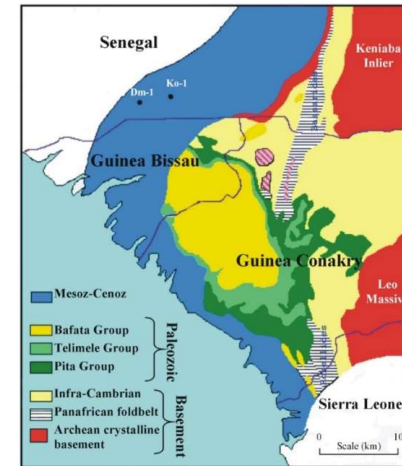 Senegal
Keniaba
Inlier
Dm-1
Ko-1
Guinea Bissau
Guinea Conakry
Leo
Massiv
Mesoz-Cenoz
Bafata Group
Telimele Group
Pita Group
Paleozoic
Infra-Cambrian
Panafrican foldbelt
Archean crystalline
basement
Basement
Sierra Leone
0
10
Scale (km)